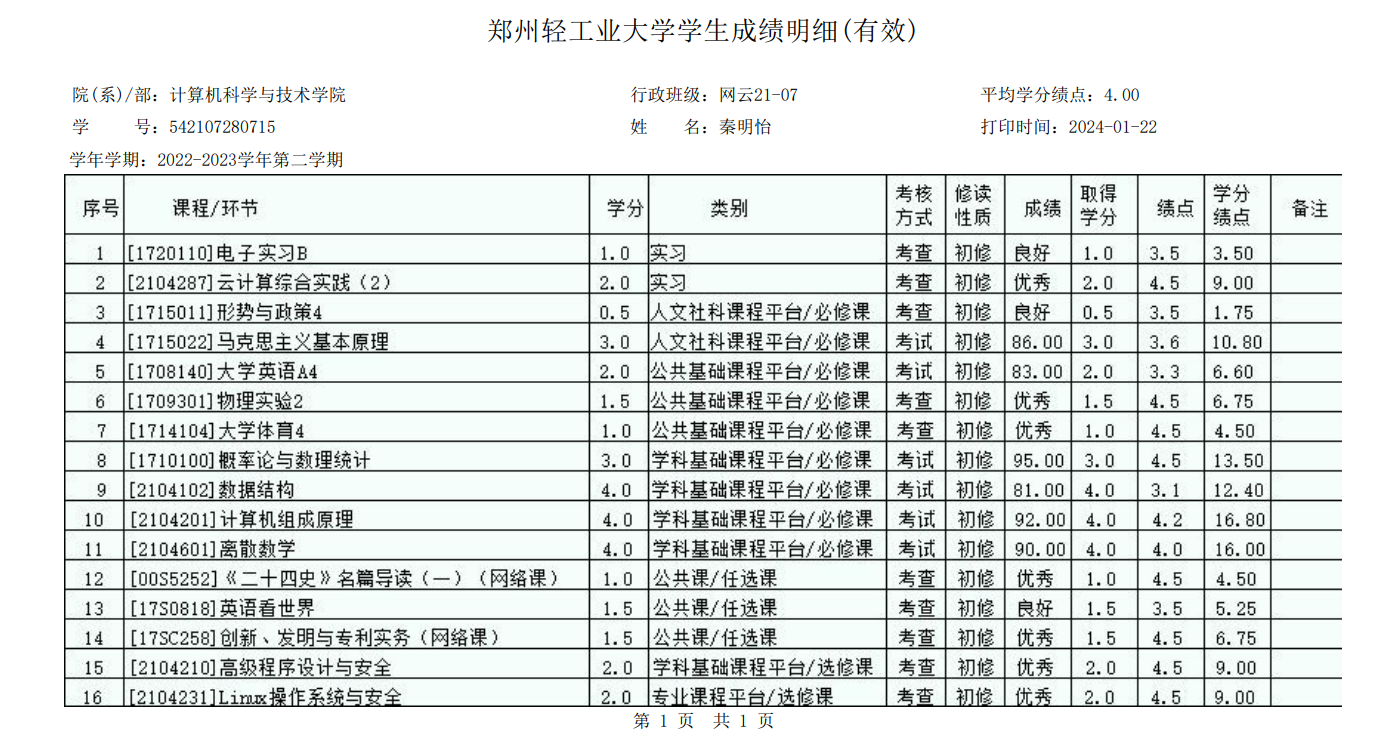 郑州轻工业大学学生成绩明细(有效)
院(系)/部：计算机科学与技术学院 行政班级：网云21-07 平均学分绩点：4.00
学 号：542107280715 姓 名：秦明怡 打印时间：2024-01-22
学年学期：2022-2023学年第二学期
序号 课程/环节 学分 类别 考核方式 修读性质 成绩 取得学分 绩点 学分绩点 备注
1 [1720110]电子实习B 1.0 实习 考查 初修 良好 1.0 3.5 3.50
2 [2104287]云计算综合实践（2） 2.0 实习 考查 初修 优秀 2.0 4.5 9.00
3 [1715011]形势与政策4 0.5 人文社科课程平台/必修课 考查 初修 良好 0.5 3.5 1.75
4 [1715022]马克思主义基本原理 3.0 人文社科课程平台/必修课 考试 初修 86.00 3.0 3.6 10.80
5 [1708140]大学英语A4 2.0 公共基础课程平台/必修课 考试 初修 83.00 2.0 3.3 6.60
6 [1709301]物理实验2 1.5 公共基础课程平台/必修课 考查 初修 优秀 1.5 4.5 6.75
7 [1714104]大学体育4 1.0 公共基础课程平台/必修课 考查 初修 优秀 1.0 4.5 4.50
8 [1710100]概率论与数理统计 3.0 学科基础课程平台/必修课 考试 初修 95.00 3.0 4.5 13.50
9 [2104102]数据结构 4.0 学科基础课程平台/必修课 考试 初修 81.00 4.0 3.1 12.40
10 [2104201]计算机组成原理 4.0 学科基础课程平台/必修课 考试 初修 92.00 4.0 4.2 16.80
11 [2104601]离散数学 4.0 学科基础课程平台/必修课 考试 初修 90.00 4.0 4.0 16.00
12 [00S5252]《二十四史》名篇导读（一）（网络课） 1.0 公共课/任选课 考查 初修 优秀 1.0 4.5 4.50
13 [17S0818]英语看世界 1.5 公共课/任选课 考查 初修 良好 1.5 3.5 5.25
14 [17SC258]创新、发明与专利实务（网络课） 1.5 公共课/任选课 考查 初修 优秀 1.5 4.5 6.75
15 [2104210]高级程序设计与安全 2.0 学科基础课程平台/选修课 考查 初修 优秀 2.0 4.5 9.00
16 [2104231]Linux操作系统与安全 2.0 专业课程平台/选修课 考查 初修 优秀 2.0 4.5 9.00
第 1 页 共 1 页